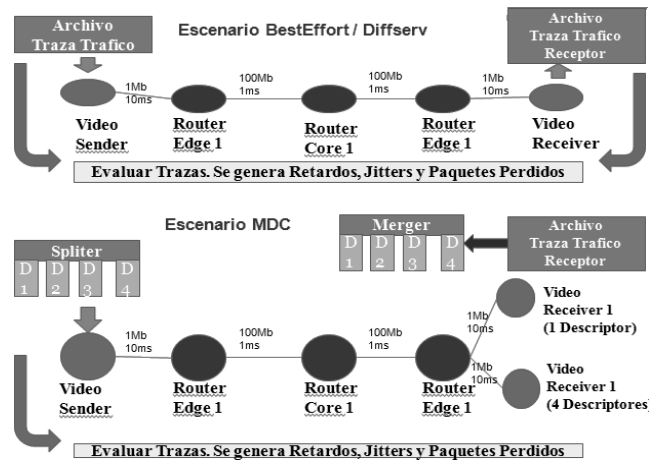 Archivo
Traza Trafico
Escenario BestEffort / Diffserv
Archivo
Traza Trafico
Receptor
1Mb
10ms
100Mb
1ms
100Mb
1ms
1Mb
10ms
Video
Sender
Router
Edge 1
Router
Core 1
Router
Edge 1
Video
Receiver
Evaluar Trazas. Se genera Retardos, Jitters y Paquetes Perdidos
Escenario MDC
Spliter
D D D D
1 2 3 4
Merger
D D D D
1 2 3 4
Archivo
Traza Trafico
Receptor
Video
Receiver 1
(1 Descriptor)
1Mb
10ms
100Mb
1ms
100Mb
1ms
1Mb
10ms
1Mb
10ms
Video
Sender
Router
Edge 1
Router
Core 1
Router
Edge 1
Video
Receiver 1
(4 Descriptores)
Evaluar Trazas. Se genera Retardos, Jitters y Paquetes Perdidos